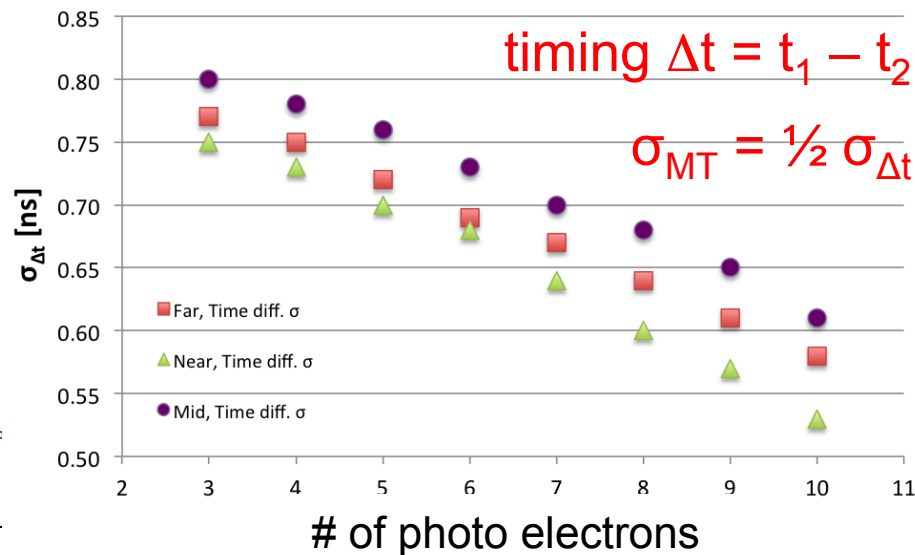 timing Δt = t₁ – t₂
σMT = ½ σΔt
0.85
0.80
0.75
0.70
0.65
0.60
0.55
0.50
σΔt [ns]
Far, Time diff. σ
Near, Time diff. σ
Mid, Time diff. σ
2 3 4 5 6 7 8 9 10 11
# of photo electrons